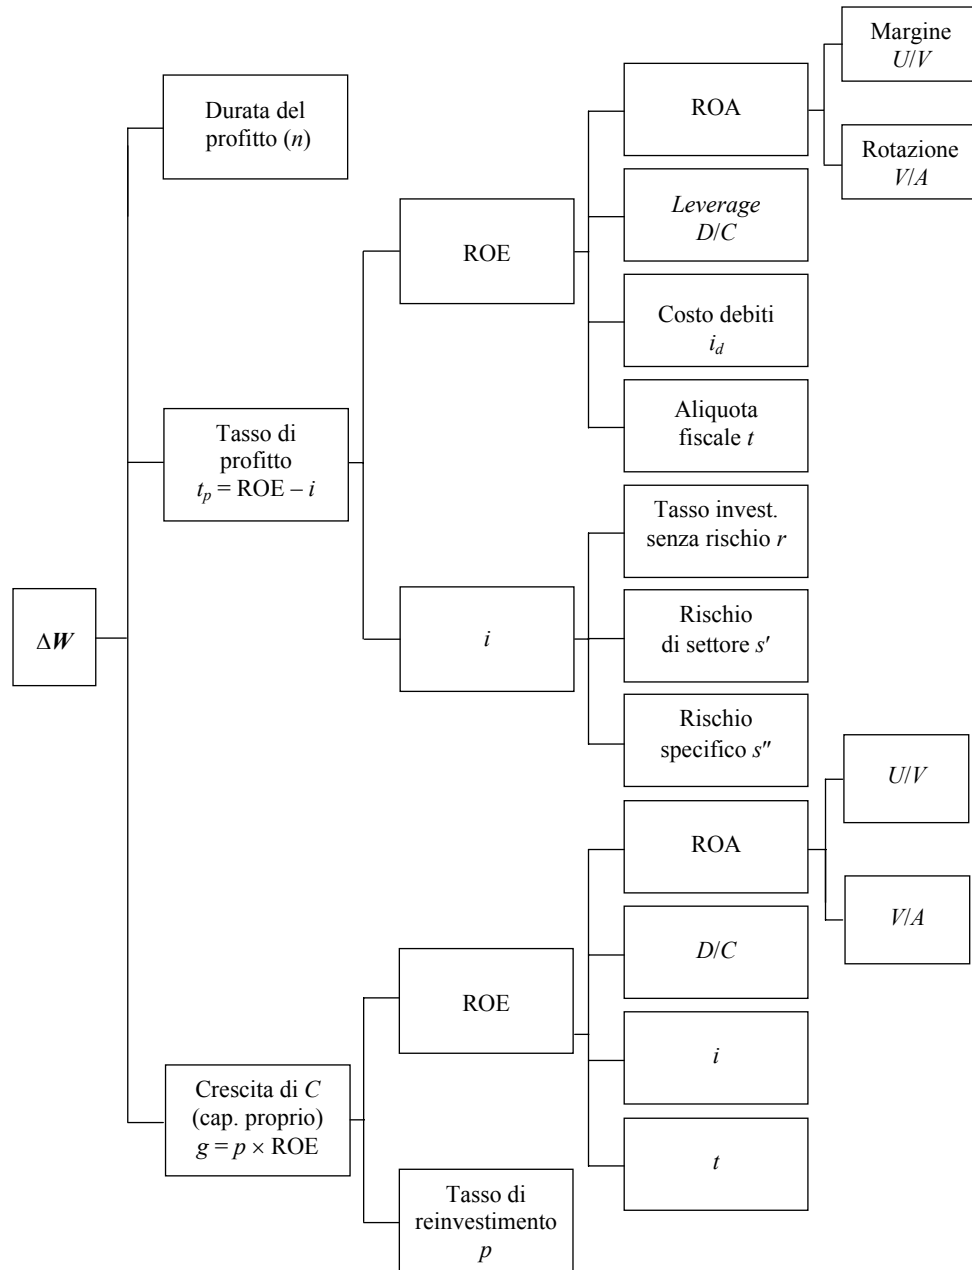 Margine
U/V
ROA
Durata del
profitto (n)
Rotazione
V/A
Leverage
D/C
ROE
Costo debiti
i_d
Aliquota
fiscale t
Tasso di
profitto
t_p = ROE – i
Tasso invest.
senza rischio r
Rischio
di settore s′
i
ΔW
Rischio
specifico s″
U/V
ROA
V/A
D/C
ROE
i
Crescita di C
(cap. proprio)
g = p × ROE
t
Tasso di
reinvestimento
p